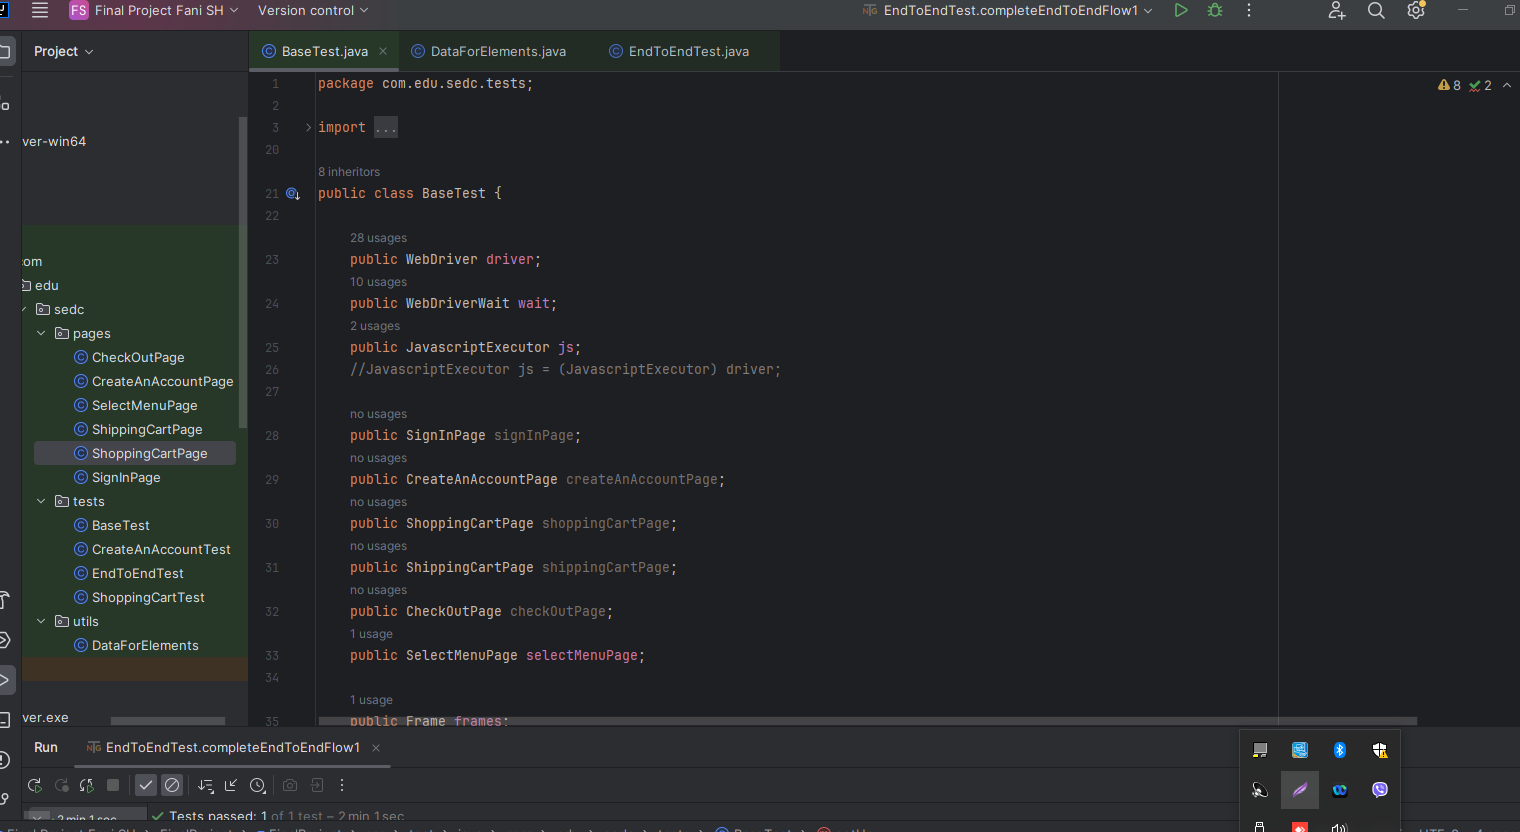 FS Final Project Fani SH Version control EndToEndTest.completeEndToEndFlow1
Project BaseTest.java DataForElements.java EndToEndTest.java
1 package com.edu.sedc.tests;
8 2
2
3 import ...
ver-win64
20
8 inheritors
21 public class BaseTest {
22
28 usages
23 public WebDriver driver;
om
10 usages
edu
24 public WebDriverWait wait;
sedc
2 usages
pages
25 public JavascriptExecutor js;
CheckOutPage
26 //JavascriptExecutor js = (JavascriptExecutor) driver;
CreateAnAccountPage
27
SelectMenuPage
no usages
ShippingCartPage
28 public SignInPage signInPage;
ShoppingCartPage
no usages
SignInPage
29 public CreateAnAccountPage createAnAccountPage;
tests
no usages
BaseTest
30 public ShoppingCartPage shoppingCartPage;
CreateAnAccountTest
no usages
EndToEndTest
31 public ShippingCartPage shippingCartPage;
no usages
ShoppingCartTest
32 public CheckOutPage checkOutPage;
utils
1 usage
DataForElements
33 public SelectMenuPage selectMenuPage;
34
1 usage
ver.exe
35 public Frame frames;
Run EndToEndTest.completeEndToEndFlow1
2 min 1 sec Tests passed: 1 of 1 test – 2 min 1 sec